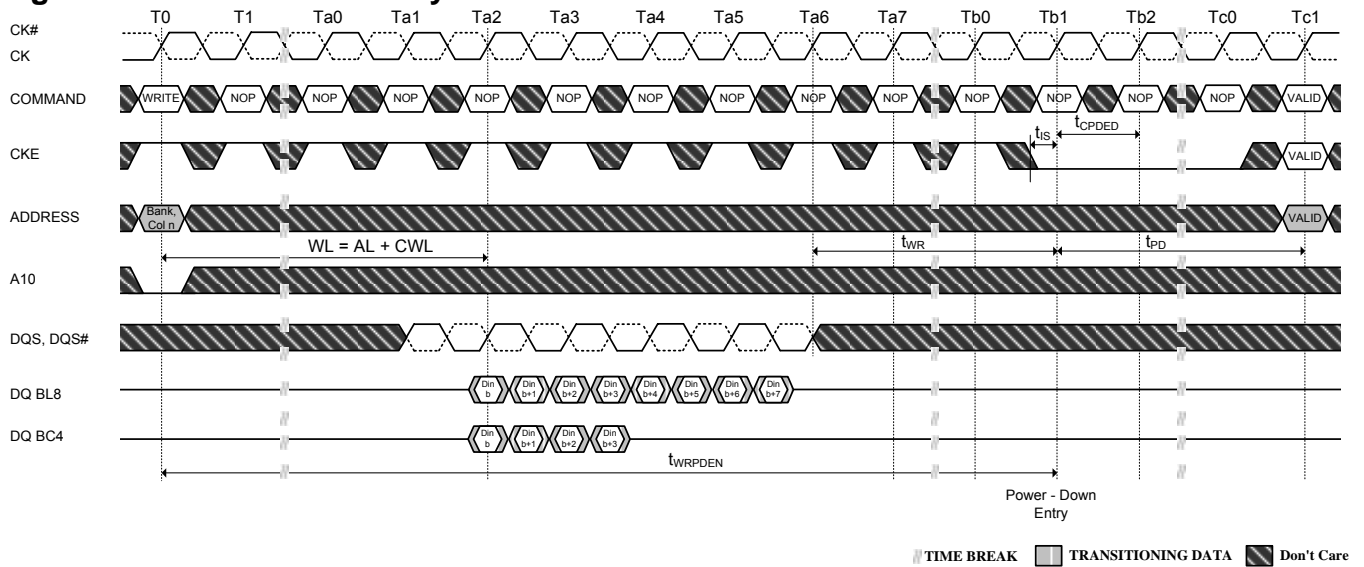 T0 T1 Ta0 Ta1 Ta2 Ta3 Ta4 Ta5 Ta6 Ta7 Tb0 Tb1 Tb2 Tc0 Tc1
CK#
CK
COMMAND WRITE NOP NOP NOP NOP NOP NOP NOP NOP NOP NOP NOP NOP NOP VALID
tIS tCPDED
CKE VALID
ADDRESS Bank, Col n VALID
WL = AL + CWL tWR tPD
A10
DQS, DQS#
DQ BL8 Din b Din b+1 Din b+2 Din b+3 Din b+4 Din b+5 Din b+6 Din b+7
DQ BC4 Din b Din b+1 Din b+2 Din b+3
tWRPDEN
Power - Down
Entry
TIME BREAK TRANSITIONING DATA Don't Care